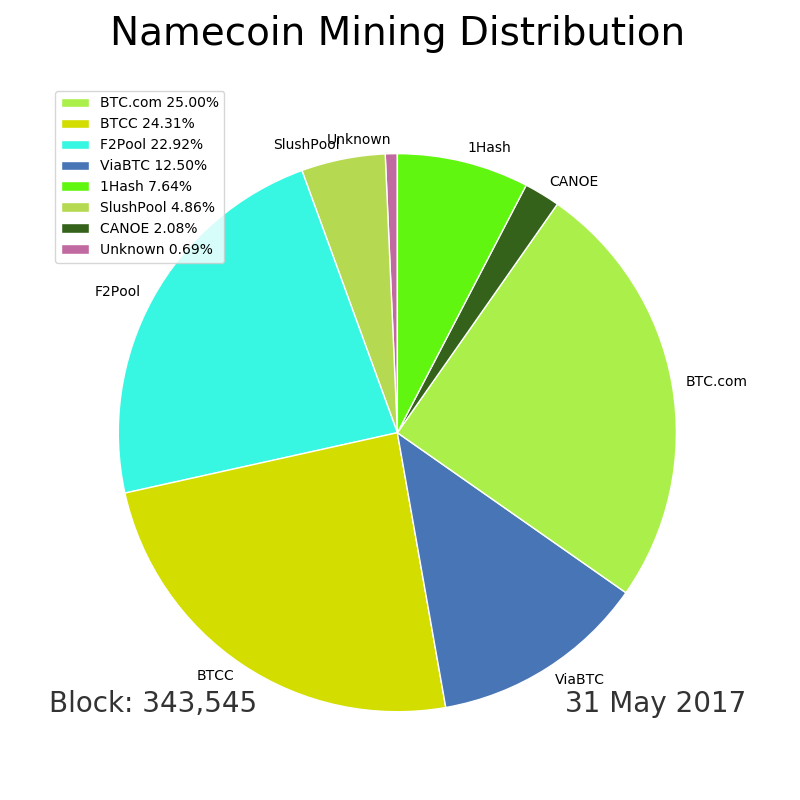 Namecoin Mining Distribution
BTC.com 25.00%
BTCC 24.31%
F2Pool 22.92%
ViaBTC 12.50%
1Hash 7.64%
SlushPool 4.86%
CANOE 2.08%
Unknown 0.69%
Unknown
SlushPool
1Hash
CANOE
F2Pool
BTC.com
BTCC
ViaBTC
Block: 343,545
31 May 2017